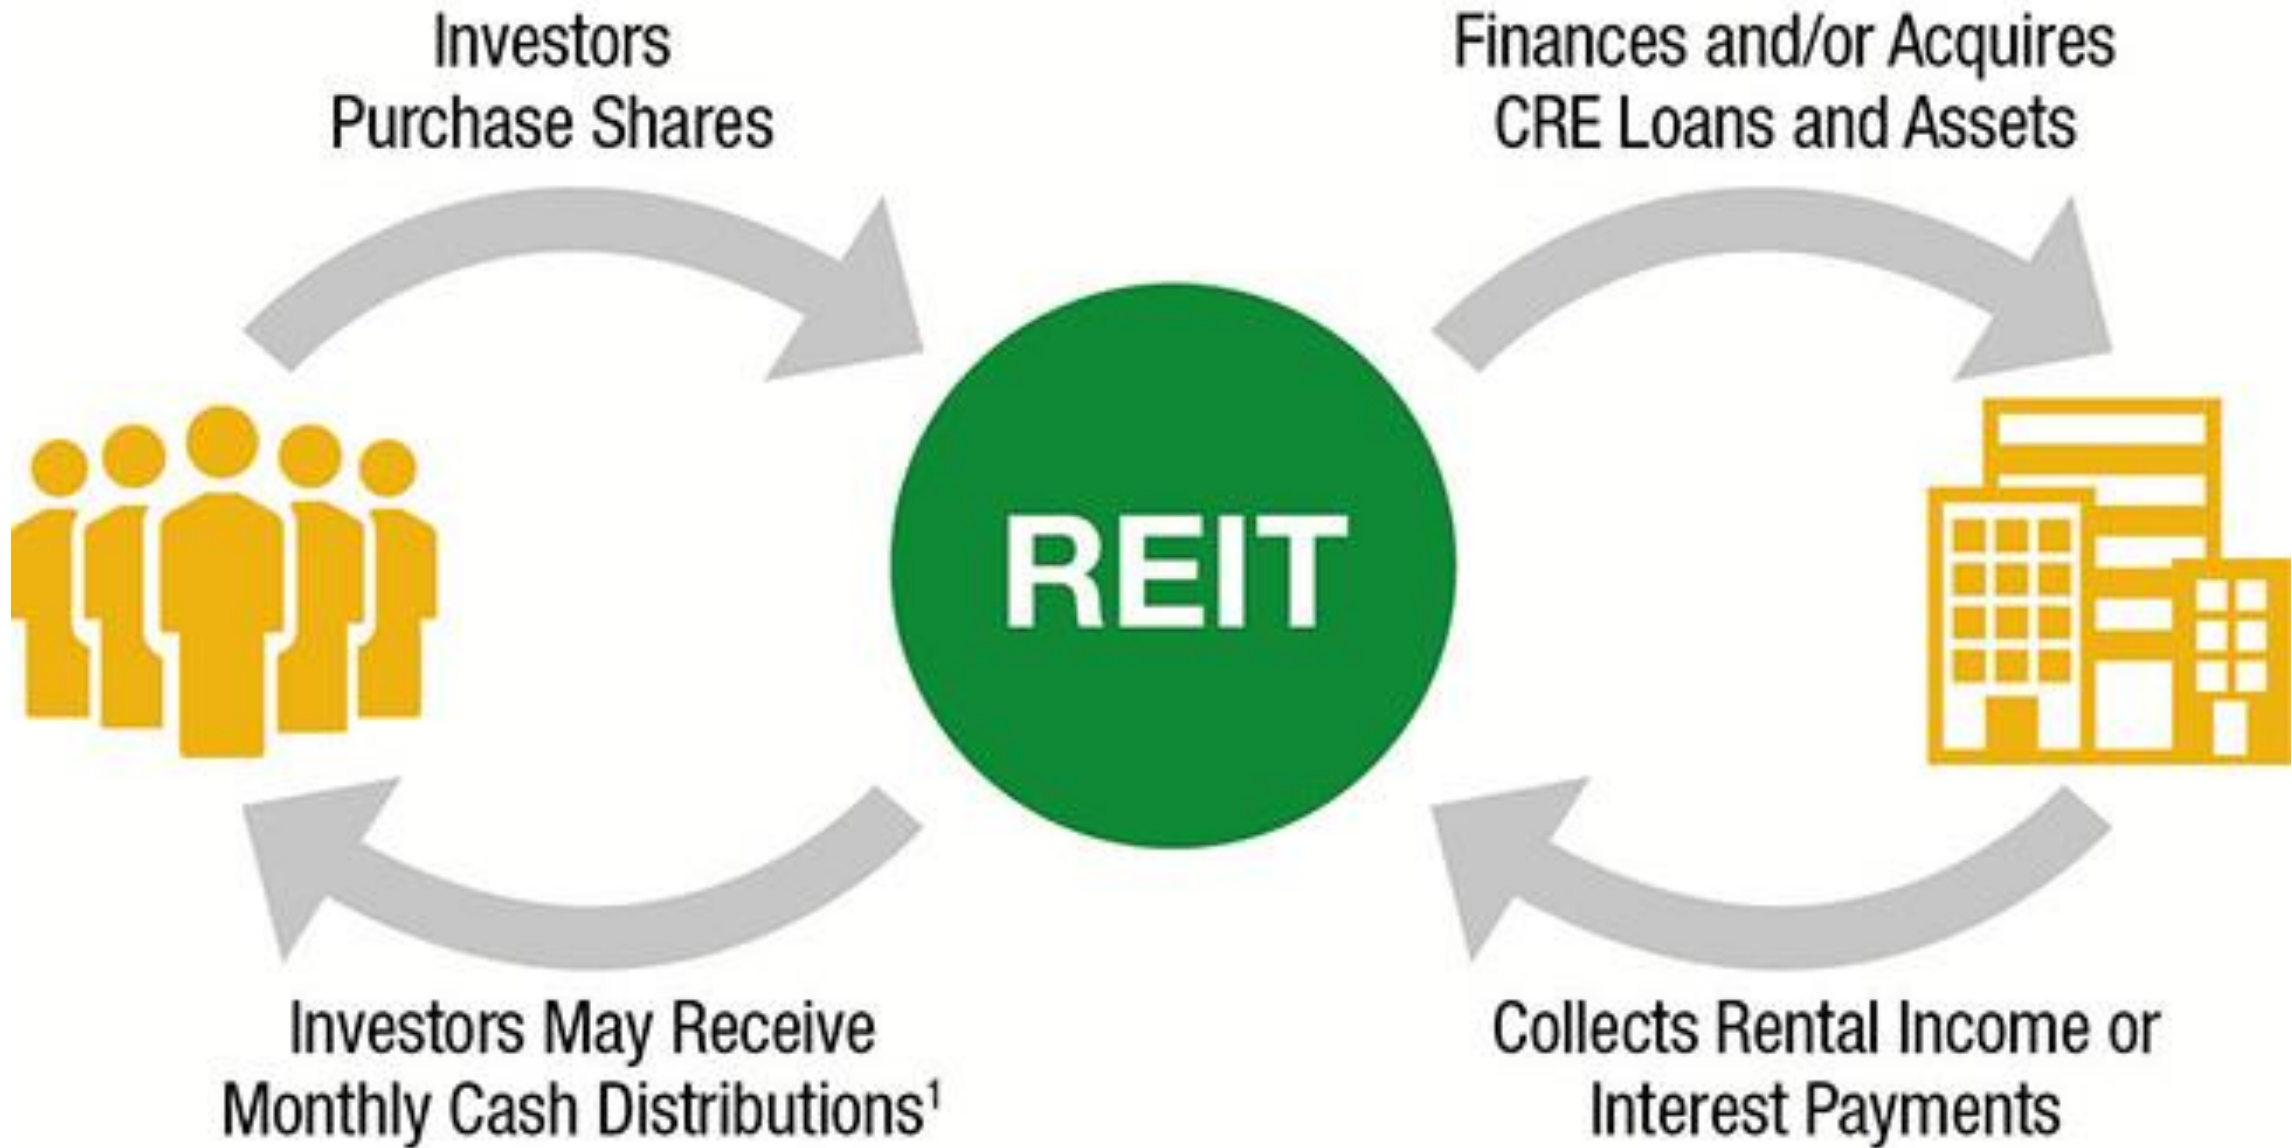 Investors
Purchase Shares
Finances and/or Acquires
CRE Loans and Assets
REIT
Investors May Receive
Monthly Cash Distributions¹
Collects Rental Income or
Interest Payments